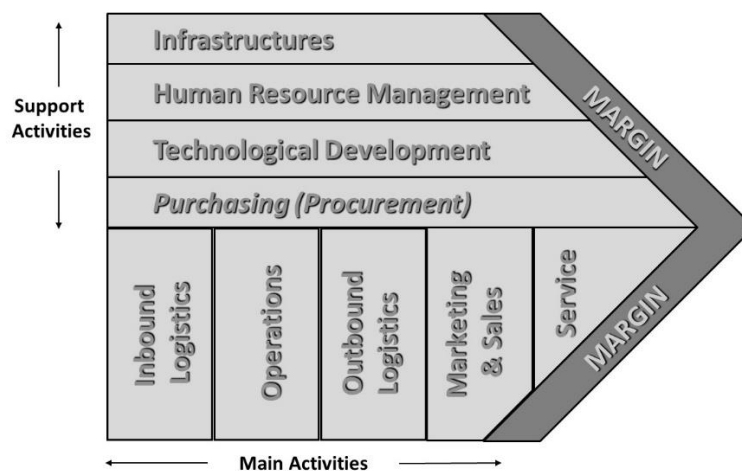 Infrastructures
Human Resource Management
Technological Development
Purchasing (Procurement)
Support
Activities
MARGIN
Inbound
Logistics
Operations
Outbound
Logistics
Marketing
& Sales
Service
MARGIN
Main Activities